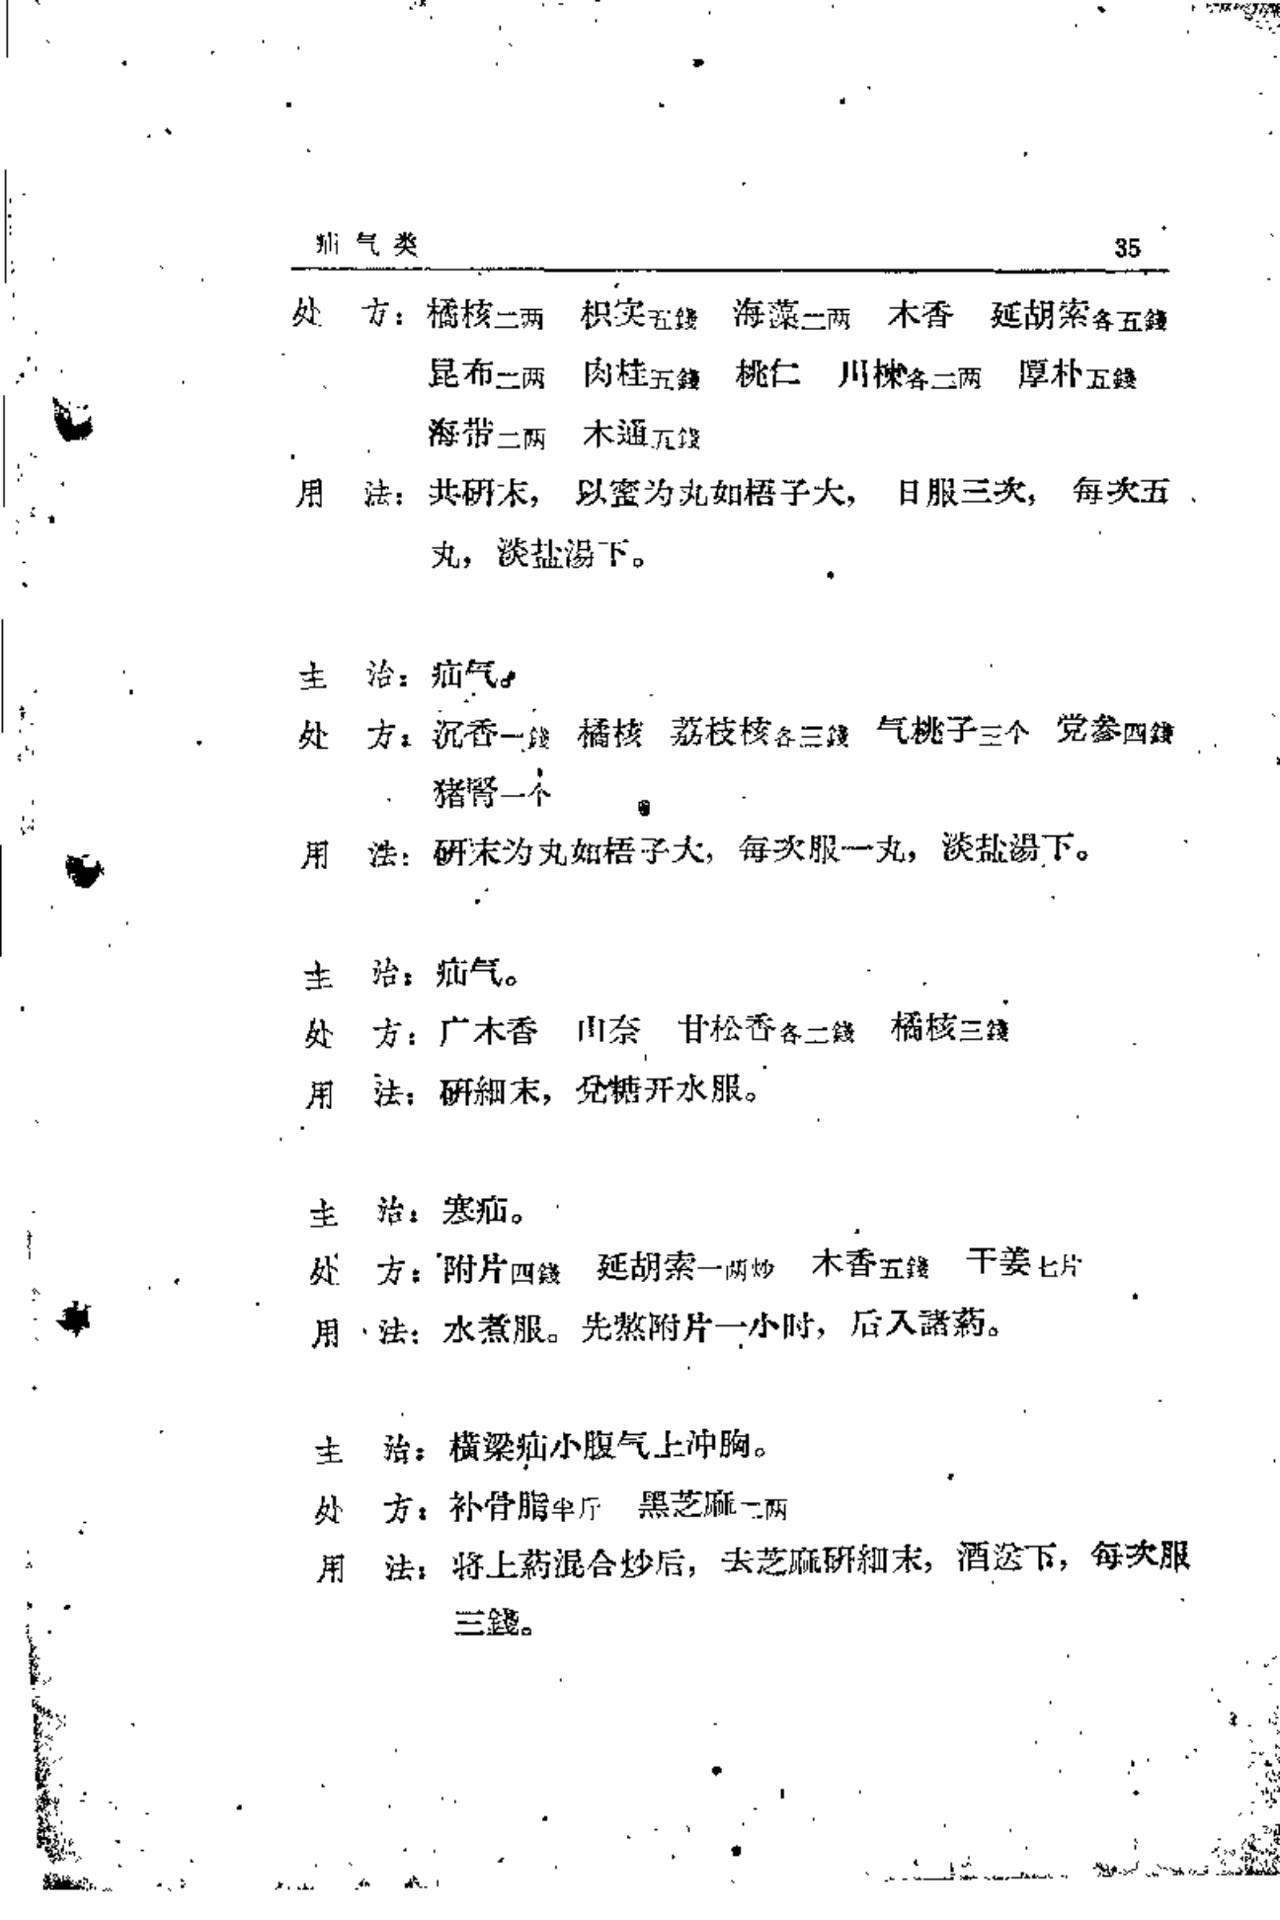 疝气类 35
处方：橘核二两 枳实五錢 海藻二两 木香 延胡索各五錢
昆布二两 肉桂五錢 桃仁 川楝各二两 厚朴五錢
海带二两 木通五錢
用法：共研末，以蜜为丸如梧子大，日服三次，每次五
丸，淡盐湯下。
主治：疝气。
处方：沉香一錢 橘核 荔枝核各三錢 气桃子三个 党参四錢
猪腎一个
用法：研末为丸如梧子大，每次服一丸，淡盐湯下。
主治：疝气。
处方：广木香 山奈 甘松香各二錢 橘核三錢
用法：研細末，兌糖开水服。
主治：寒疝。
处方：附片四錢 延胡索一两炒 木香五錢 干姜七片
用法：水煮服。先熬附片一小时，后入諸葯。
主治：横梁疝小腹气上冲胸。
处方：补骨脂半斤 黑芝麻二两
用法：将上葯混合炒后，去芝麻研細末，酒送下，每次服
三錢。